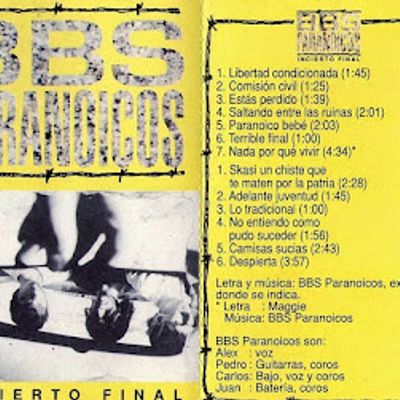 BBS
PARANOICOS
INCIERTO FINAL
BBS
PARANOICOS
INCIERTO FINAL
1. Libertad condicionada (1:45)
2. Comisión civil (1:25)
3. Estás perdido (1:39)
4. Saltando entre las ruinas (2:01)
5. Paranoico bebé (2:03)
6. Terrible final (1:00)
7. Nada por qué vivir (4:34)*
1. Skasi un chiste que
te maten por la patria (2:28)
2. Adelante juventud (1:45)
3. Lo tradicional (1:00)
4. No entiendo como
pudo suceder (1:56)
5. Camisas sucias (2:43)
6. Despierta (3:57)
Letra y música: BBS Paranoicos, ex
donde se indica.
* Letra : Maggie
Música: BBS Paranoicos
BBS Paranoicos son:
Alex : voz
Pedro : Guitarras, coros
Carlos: Bajo, voz y coros
Juan : Batería, coros